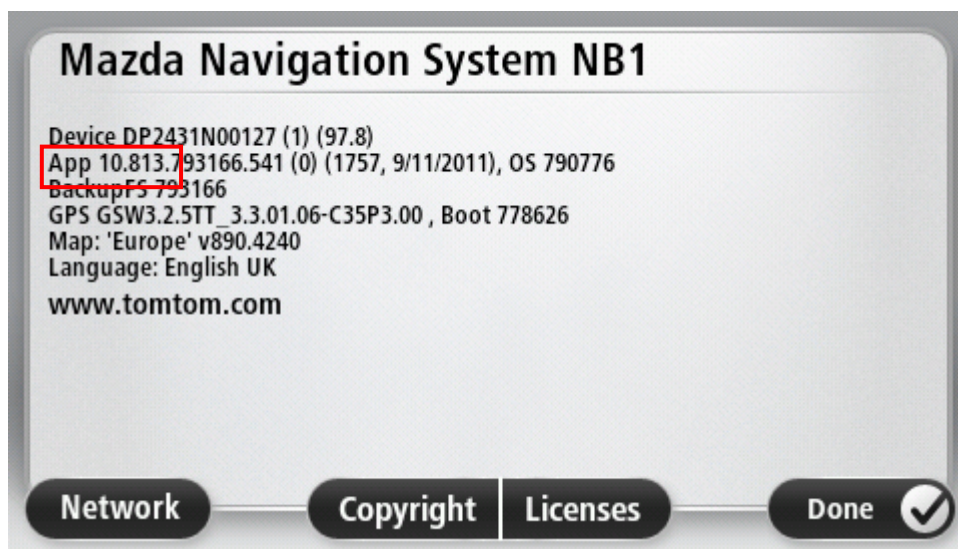 Mazda Navigation System NB1
Device DP2431N00127 (1) (97.8)
App 10.813.793166.541 (0) (1757, 9/11/2011), OS 790776
BackupFS 793166
GPS GSW3.2.5TT_3.3.01.06-C35P3.00 , Boot 778626
Map: 'Europe' v890.4240
Language: English UK
www.tomtom.com
Network Copyright Licenses Done